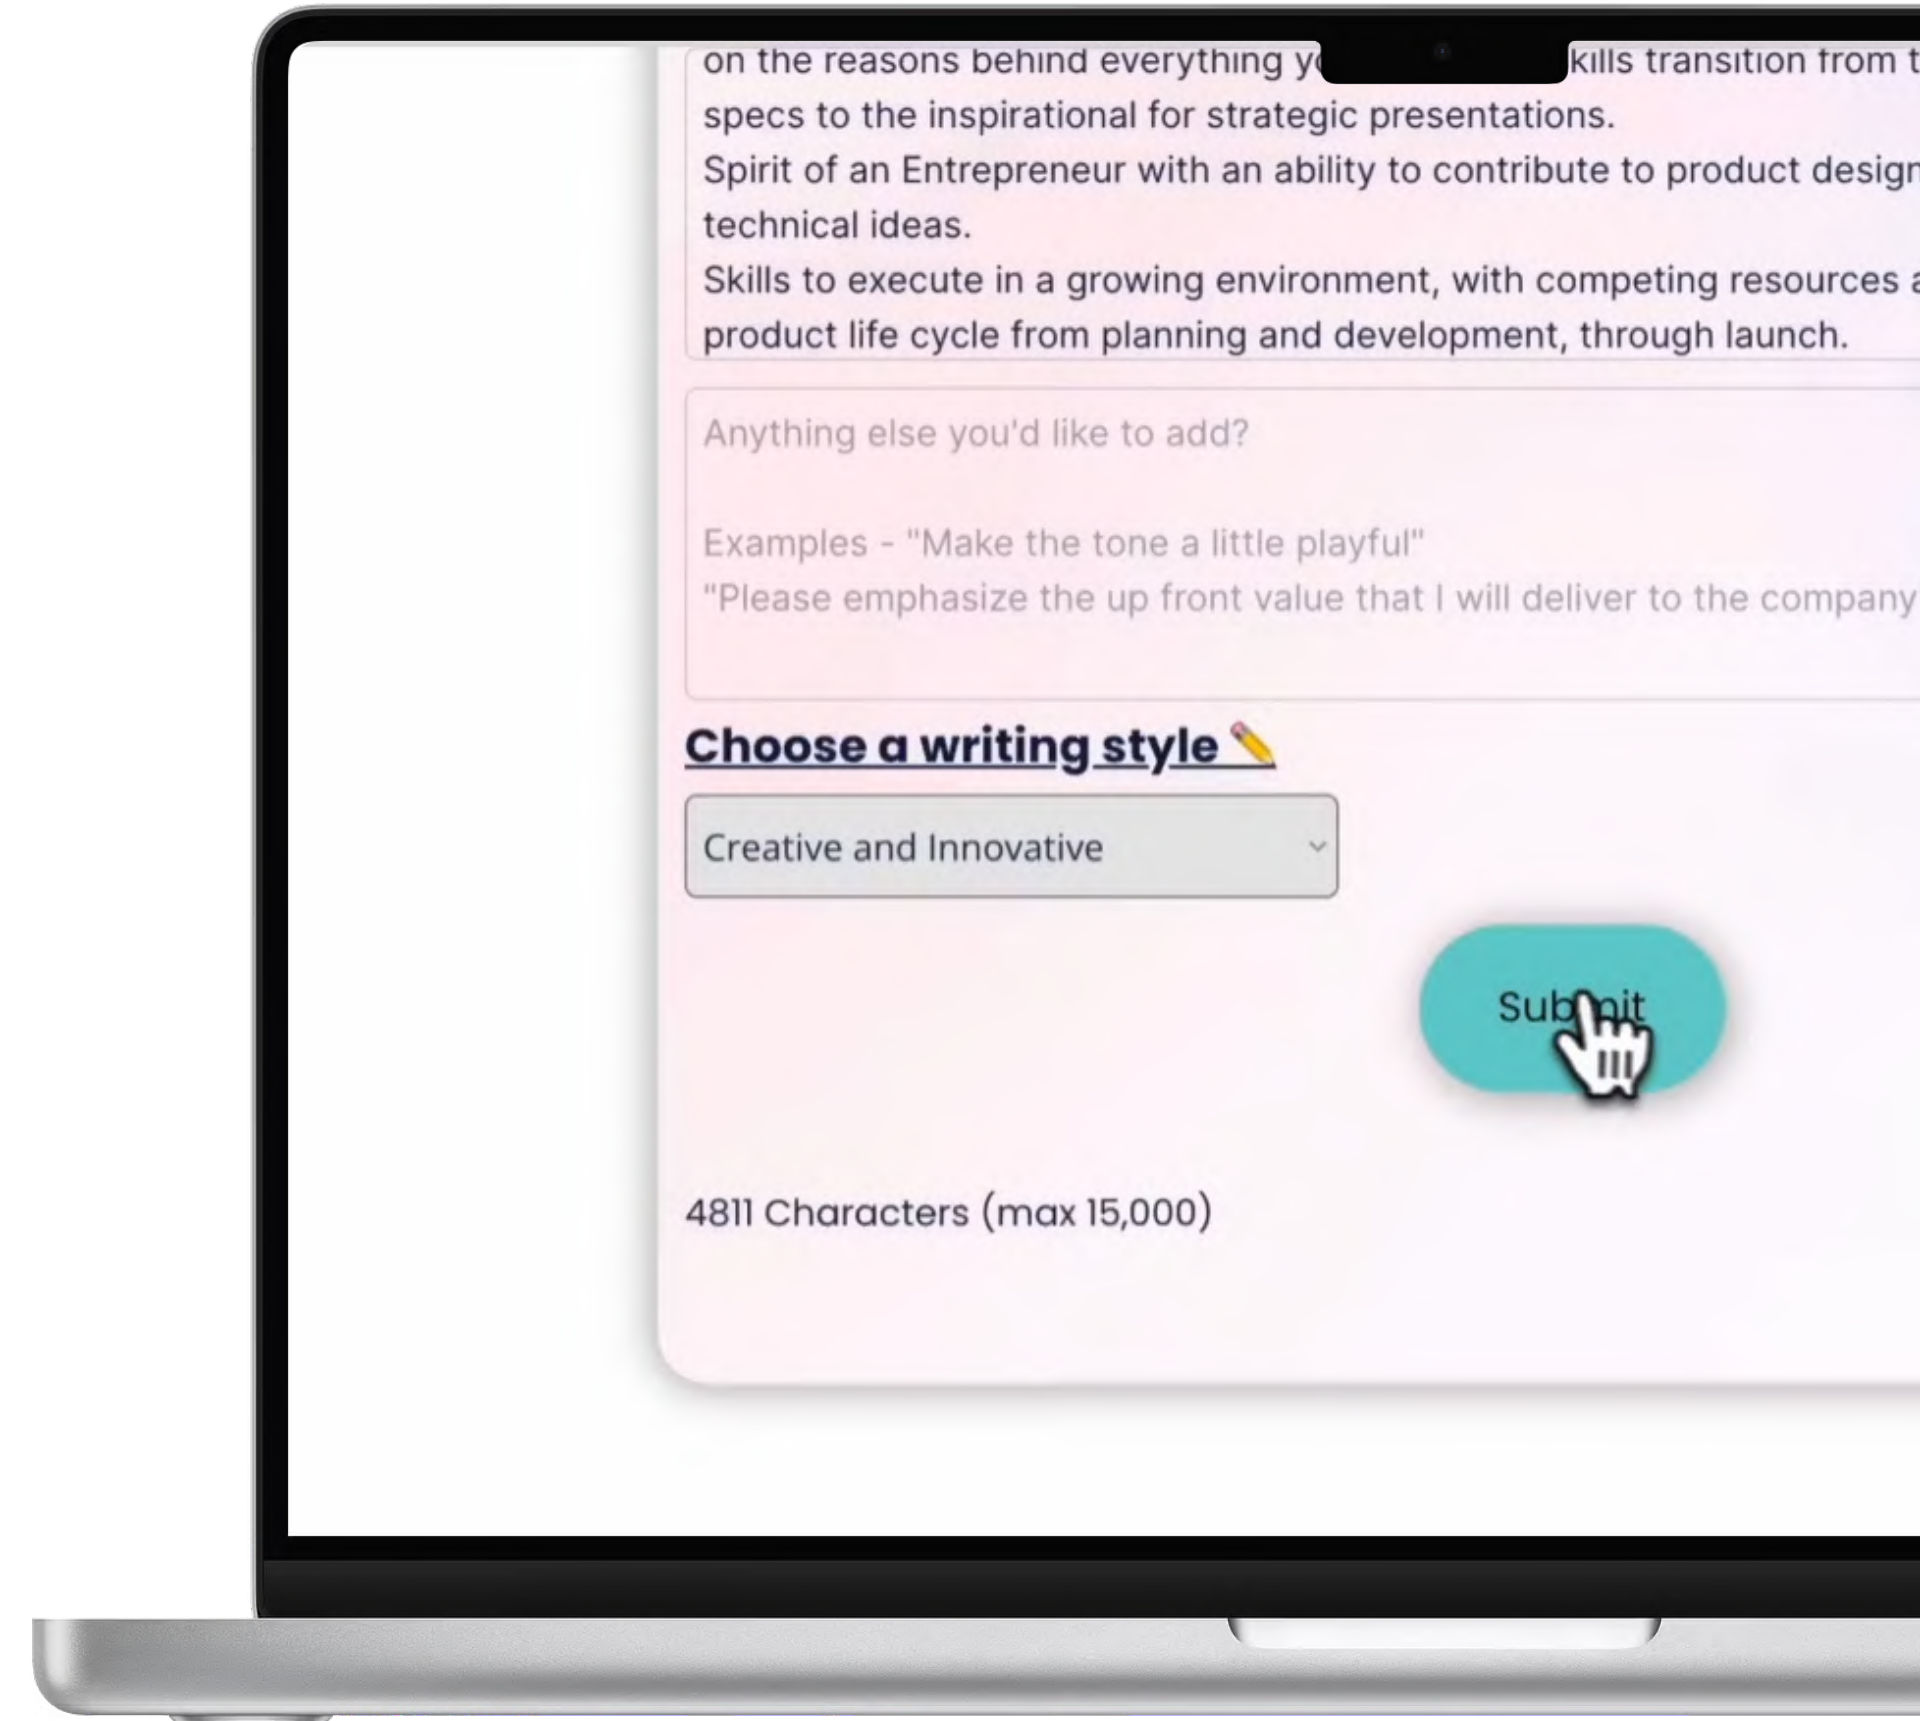 on the reasons behind everything kills transition from
specs to the inspirational for strategic presentations.
Spirit of an Entrepreneur with an ability to contribute to product design
technical ideas.
Skills to execute in a growing environment, with competing resources
product life cycle from planning and development, through launch.
Anything else you'd like to add?
Examples - "Make the tone a little playful"
"Please emphasize the up front value that I will deliver to the company
Choose a writing style ✏️
Creative and Innovative
Submit
4811 Characters (max 15,000)